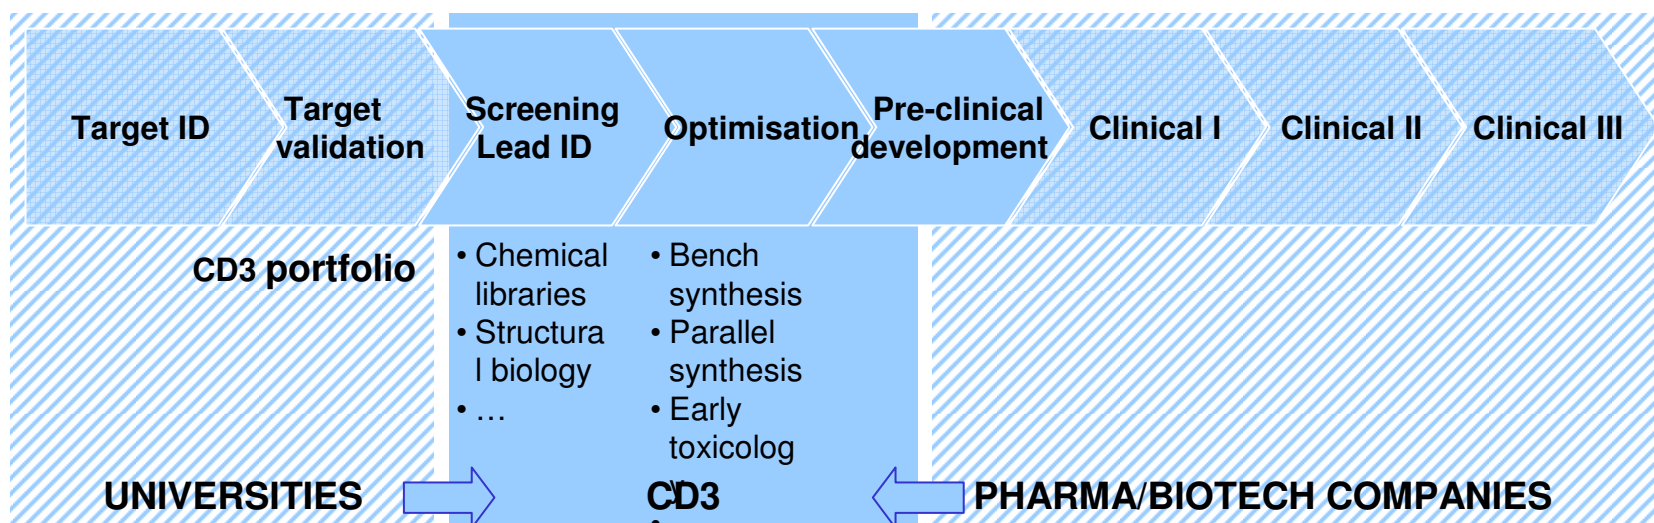 Target ID
Target
validation
Screening
Lead ID
Optimisation
Pre-clinical
development
Clinical I
Clinical II
Clinical III
CD3 portfolio
• Chemical
libraries
• Structura
l biology
• …
• Bench
synthesis
• Parallel
synthesis
• Early
toxicolog
y
•
UNIVERSITIES
CD3
PHARMA/BIOTECH COMPANIES